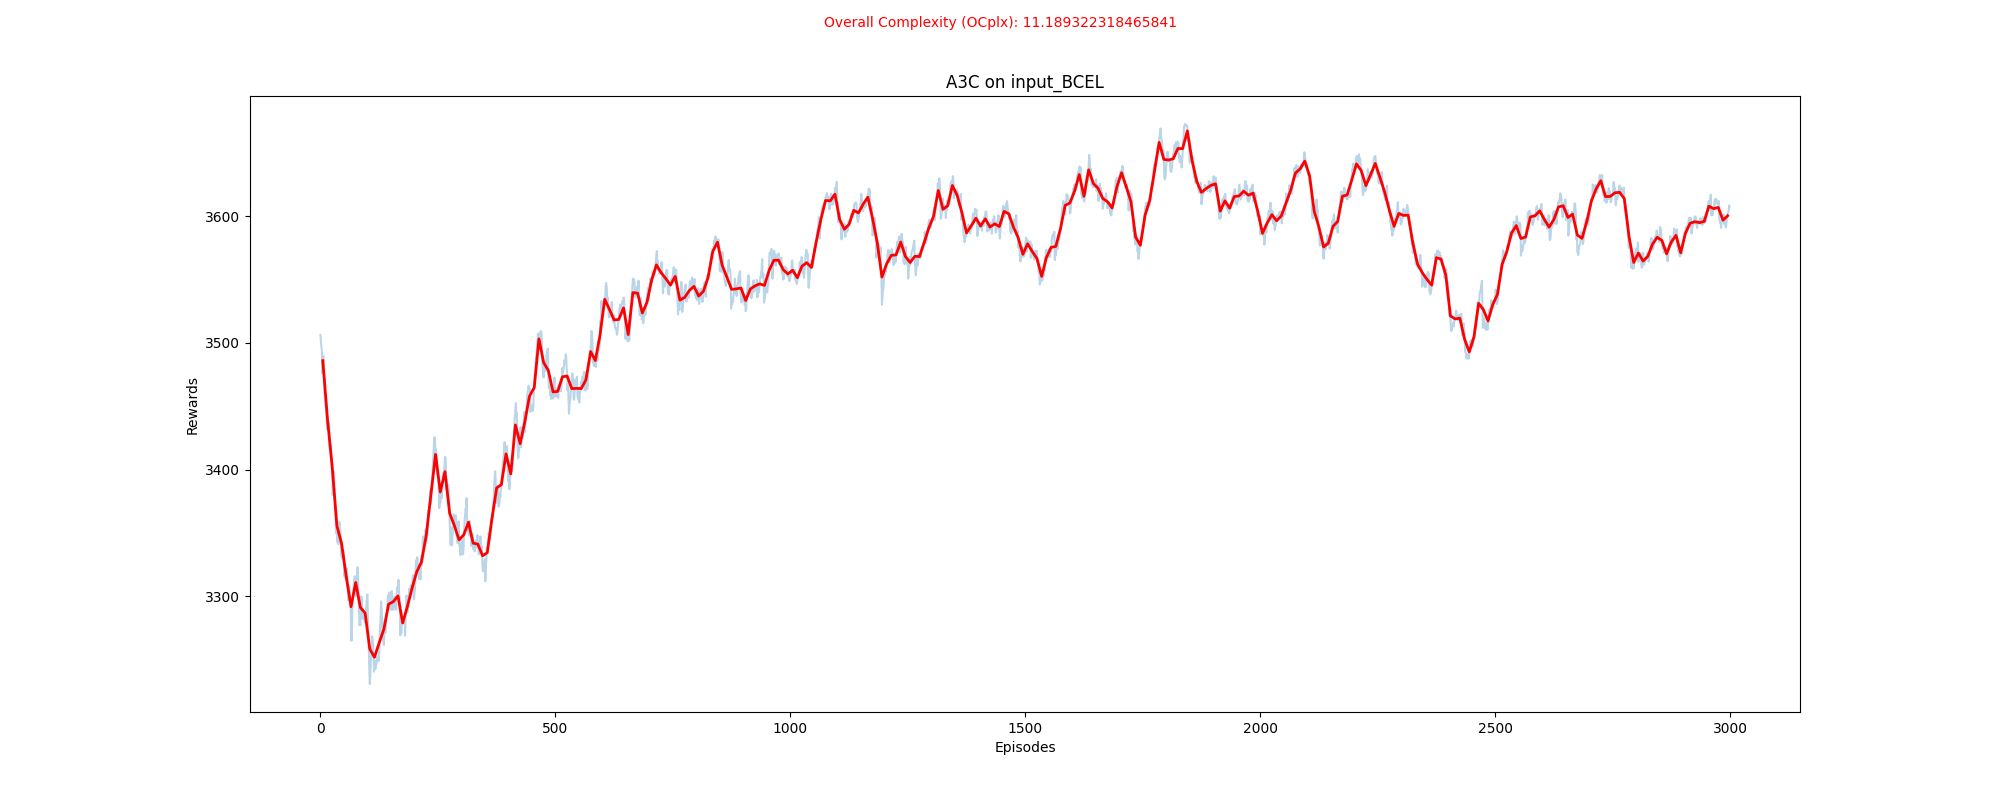 Overall Complexity (OCplx): 11.189322318465841
A3C on input_BCEL
3600
3500
3400
3300
Rewards
0 500 1000 1500 2000 2500 3000
Episodes